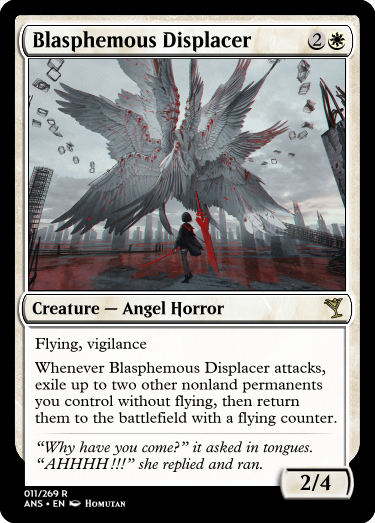 Blasphemous Displacer 2
Creature — Angel Horror
Flying, vigilance
Whenever Blasphemous Displacer attacks,
exile up to two other nonland permanents
you control without flying, then return
them to the battlefield with a flying counter.
“Why have you come?” it asked in tongues.
“AHHHH!!!” she replied and ran.
2/4
011/269 R
ANS • EN Homutan